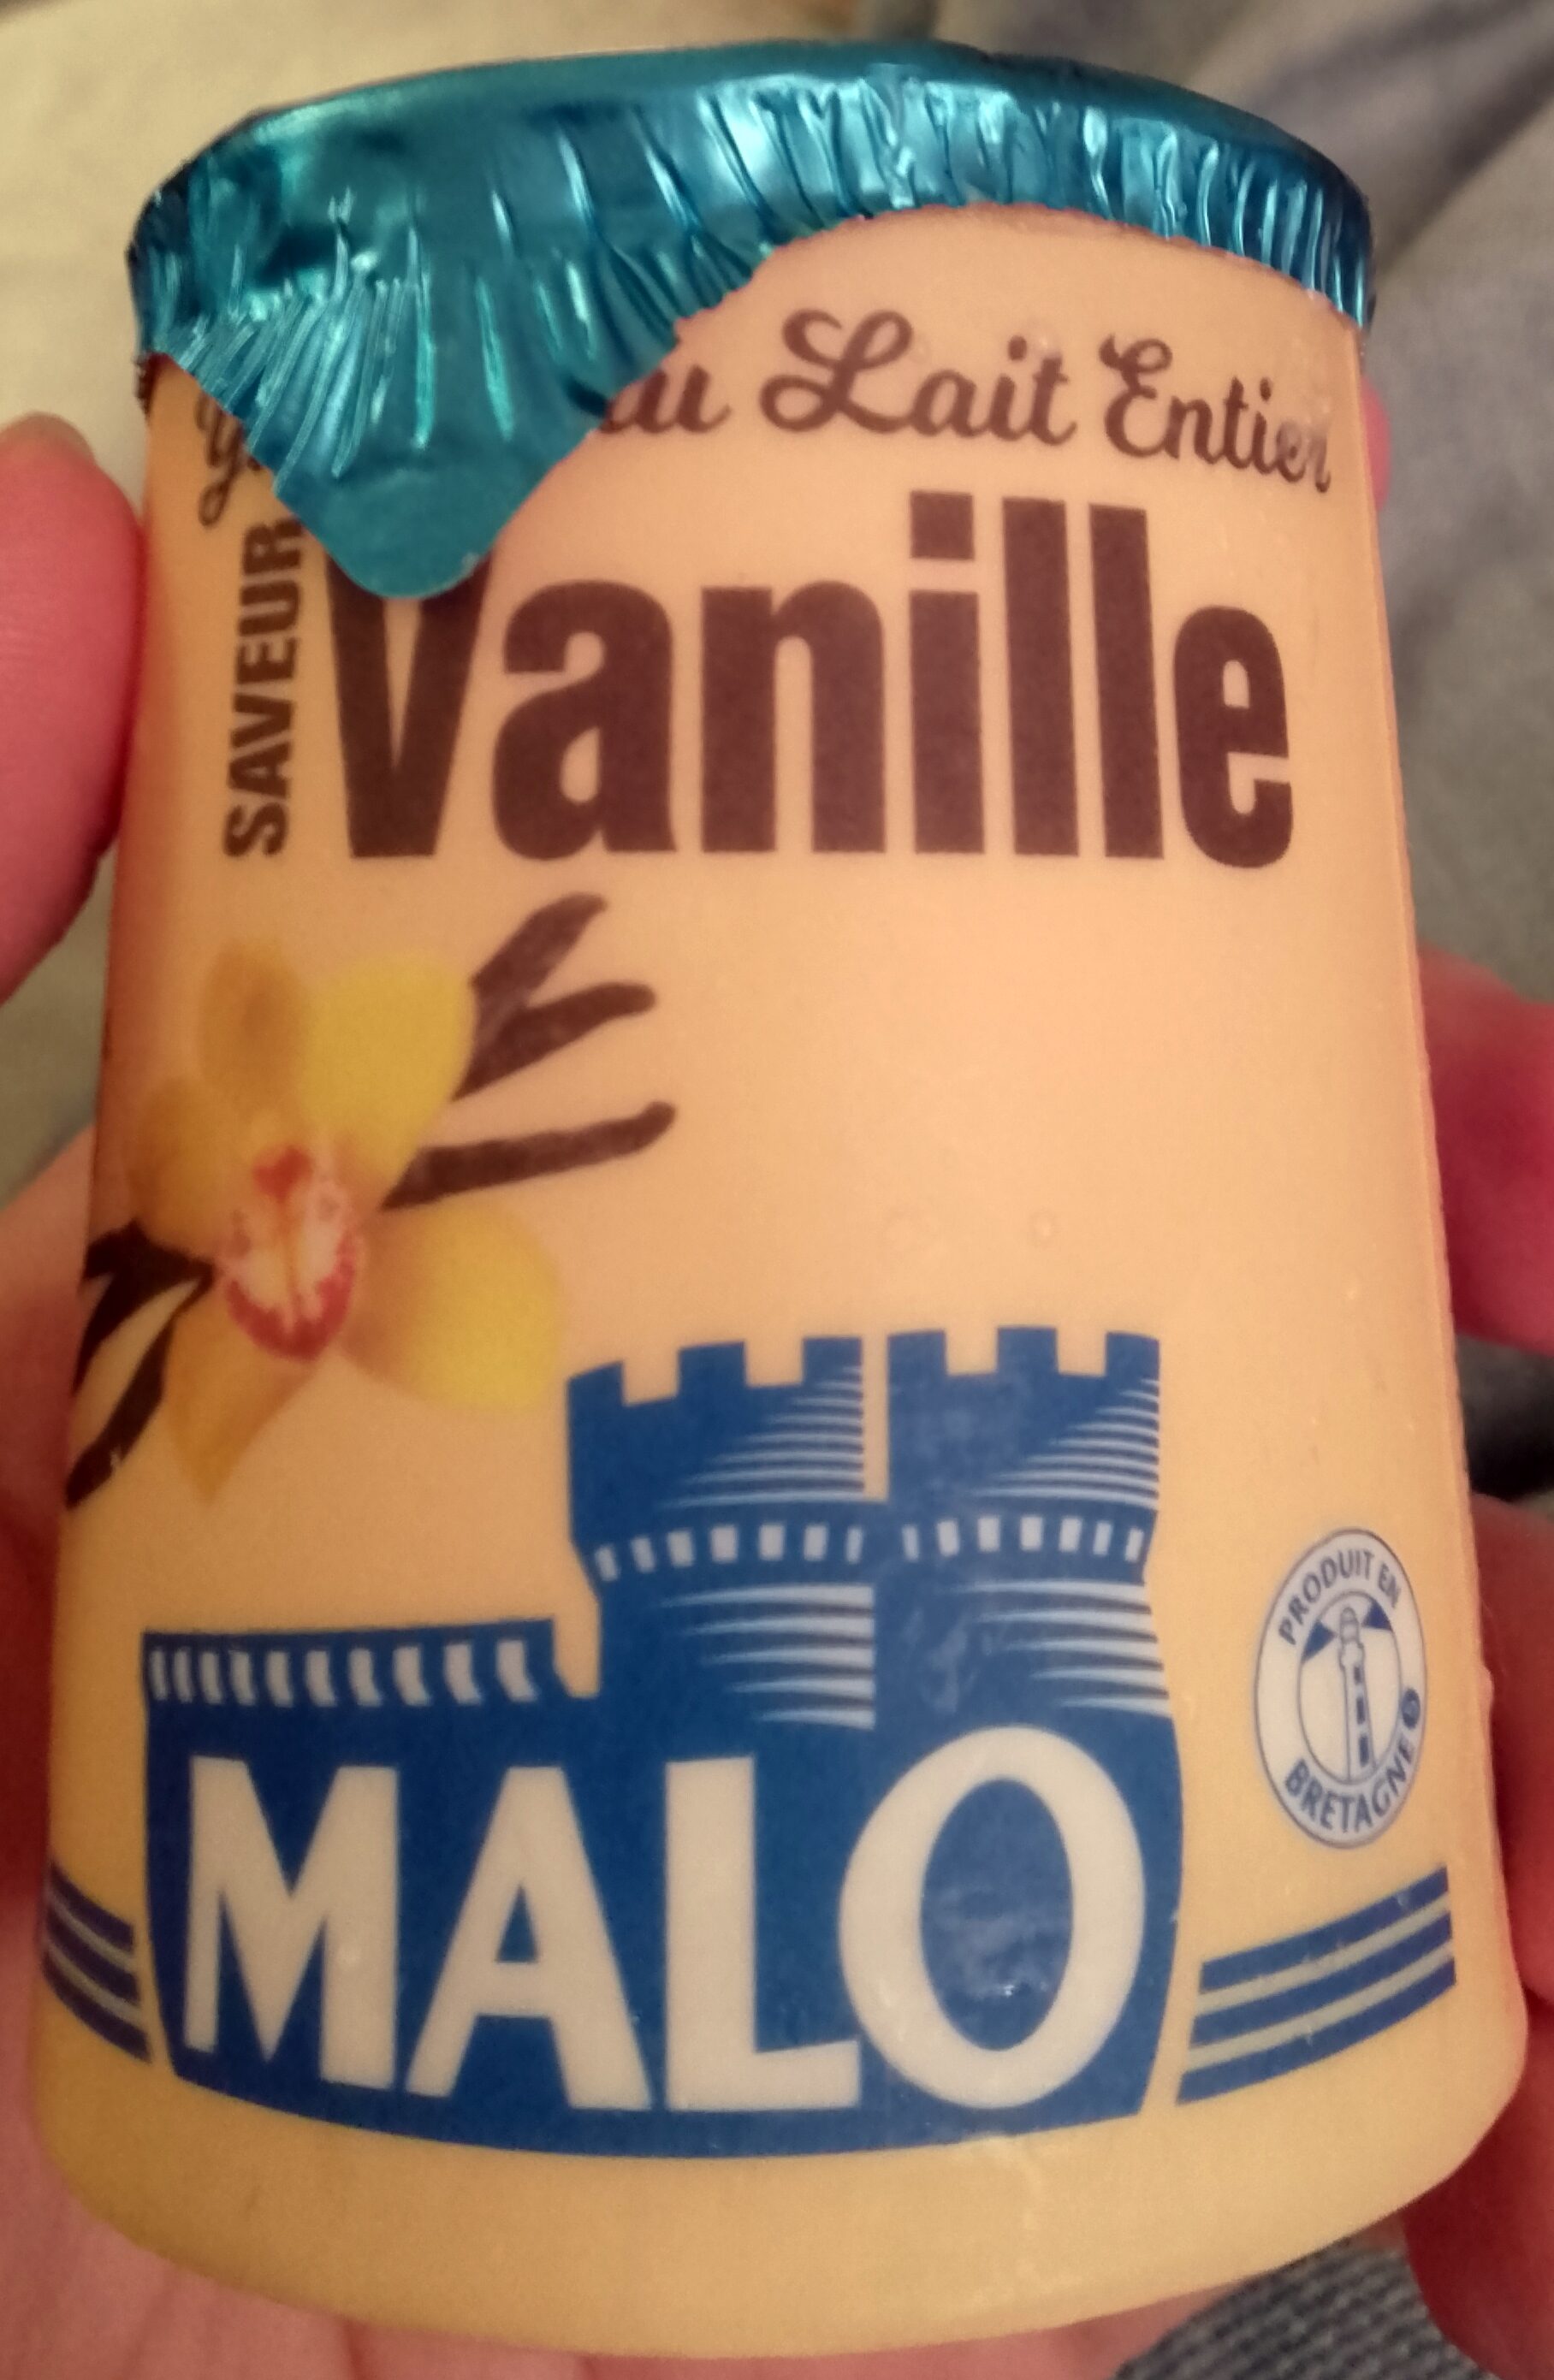 au Lait Entier
SAVEUR
Vanille
MALO
PRODUIT EN
BRETAGNE